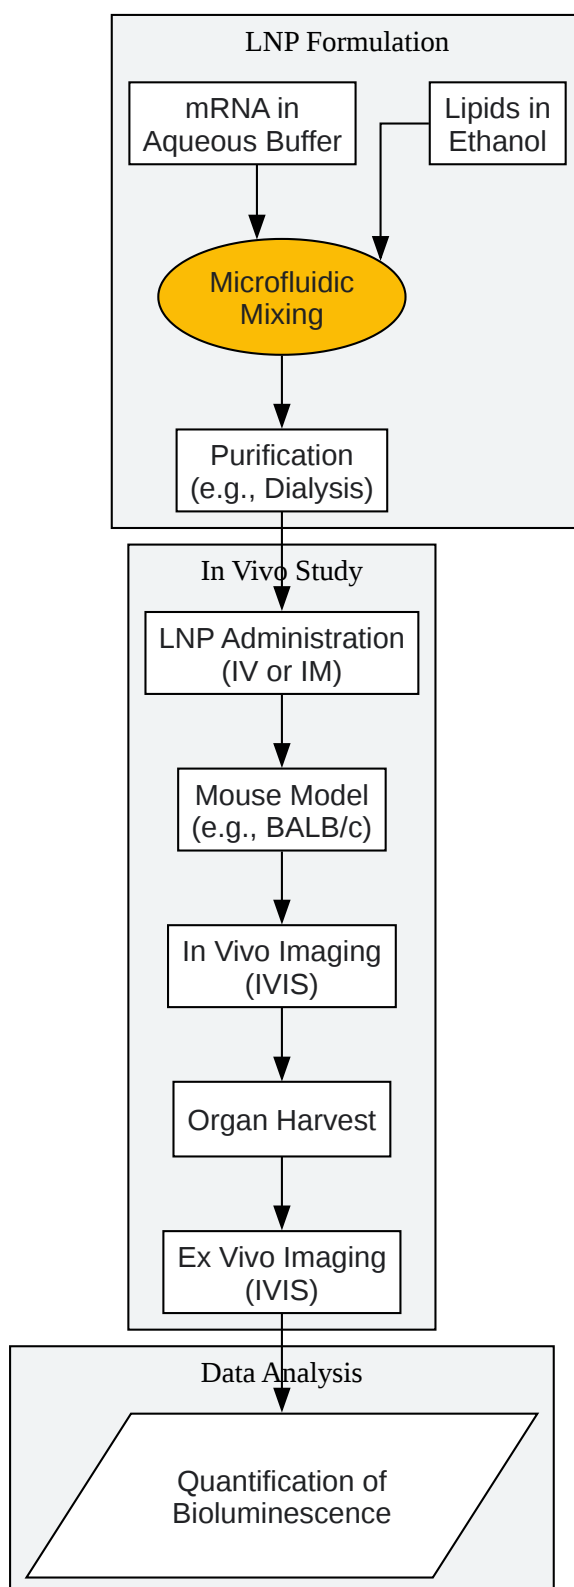 LNP Formulation
mRNA in
Aqueous Buffer
Lipids in
Ethanol
Microfluidic
Mixing
Purification
(e.g., Dialysis)
In Vivo Study
LNP Administration
(IV or IM)
Mouse Model
(e.g., BALB/c)
In Vivo Imaging
(IVIS)
Organ Harvest
Ex Vivo Imaging
(IVIS)
Data Analysis
Quantification of
Bioluminescence